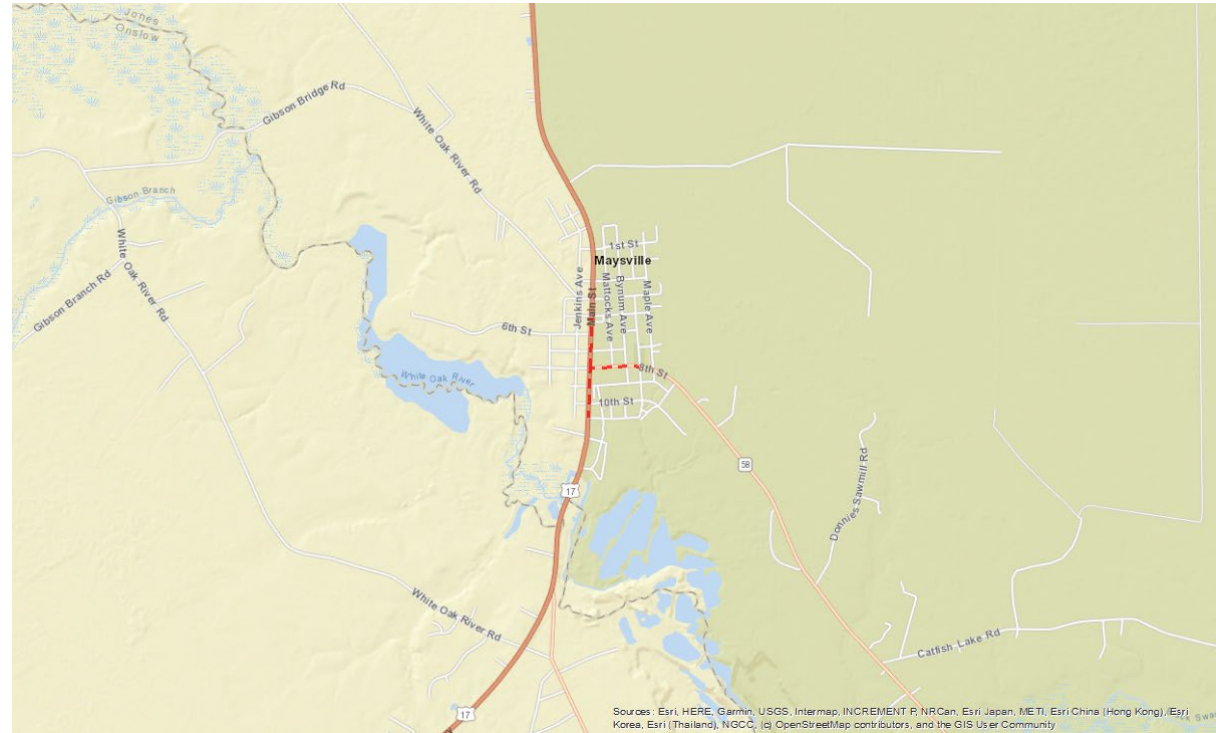 Jones
Onslow
Gibson Bridge Rd
White Oak River Rd
Gibson Branch
White Oak River Rd
Gibson Branch Rd
1st St
Maysville
Jenkins Ave
Main St
Mattocks Ave
Bynum Ave
Maple Ave
6th St
8th St
White Oak River
10th St
58
17
Donnies Sawmill Rd
White Oak River Rd
Catfish Lake Rd
17
Sources: Esri, HERE, Garmin, USGS, Intermap, INCREMENT P, NRCan, Esri Japan, METI, Esri China (Hong Kong), Esri
Korea, Esri (Thailand), NGCC, (c) OpenStreetMap contributors, and the GIS User Community